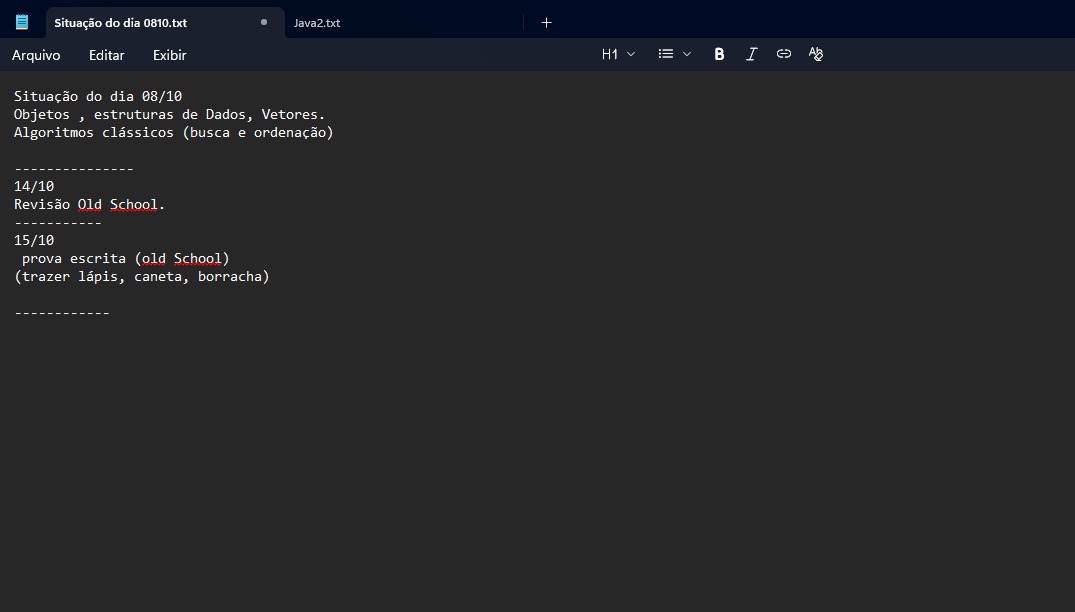 Situação do dia 0810.txt
Java2.txt
Arquivo Editar Exibir
H1 B I
Situação do dia 08/10
Objetos , estruturas de Dados, Vetores.
Algoritmos clássicos (busca e ordenação)
---------------
14/10
Revisão Old School.
-----------
15/10
prova escrita (old School)
(trazer lápis, caneta, borracha)
------------